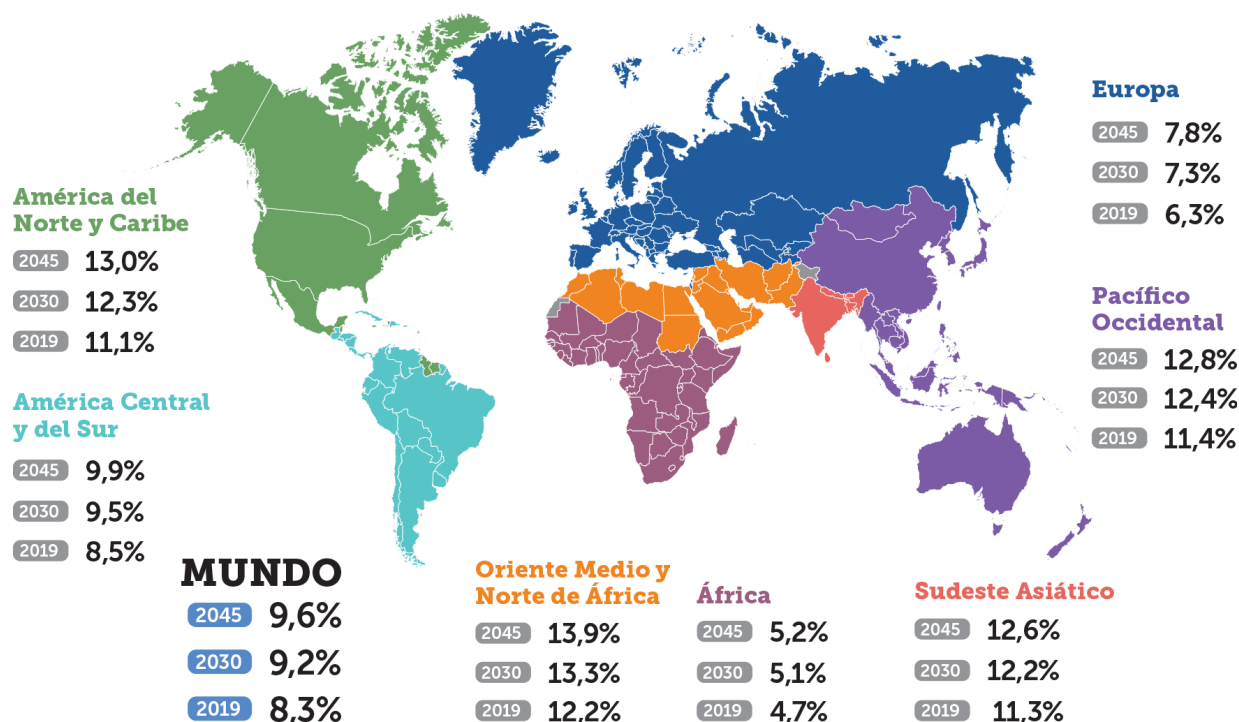 América del
Norte y Caribe
2045 13,0%
2030 12,3%
2019 11,1%
América Central
y del Sur
2045 9,9%
2030 9,5%
2019 8,5%
MUNDO
2045 9,6%
2030 9,2%
2019 8,3%
Oriente Medio y
Norte de África
2045 13,9%
2030 13,3%
2019 12,2%
África
2045 5,2%
2030 5,1%
2019 4,7%
Sudeste Asiático
2045 12,6%
2030 12,2%
2019 11,3%
Europa
2045 7,8%
2030 7,3%
2019 6,3%
Pacífico
Occidental
2045 12,8%
2030 12,4%
2019 11,4%